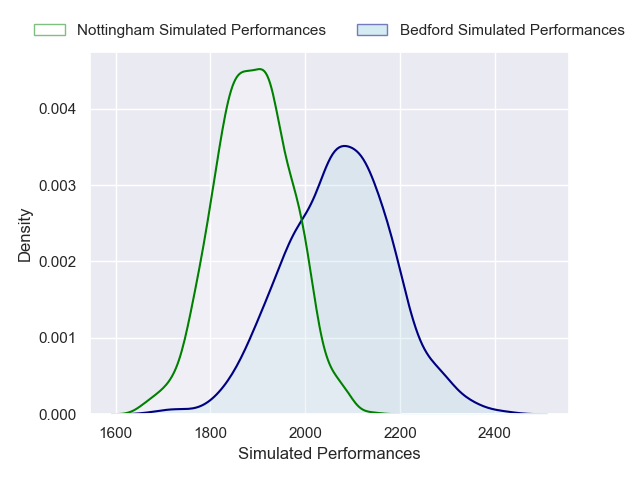 Nottingham Simulated Performances
Bedford Simulated Performances
0.004
0.003
0.002
0.001
0.000
Density
1600
1800
2000
2200
2400
Simulated Performances